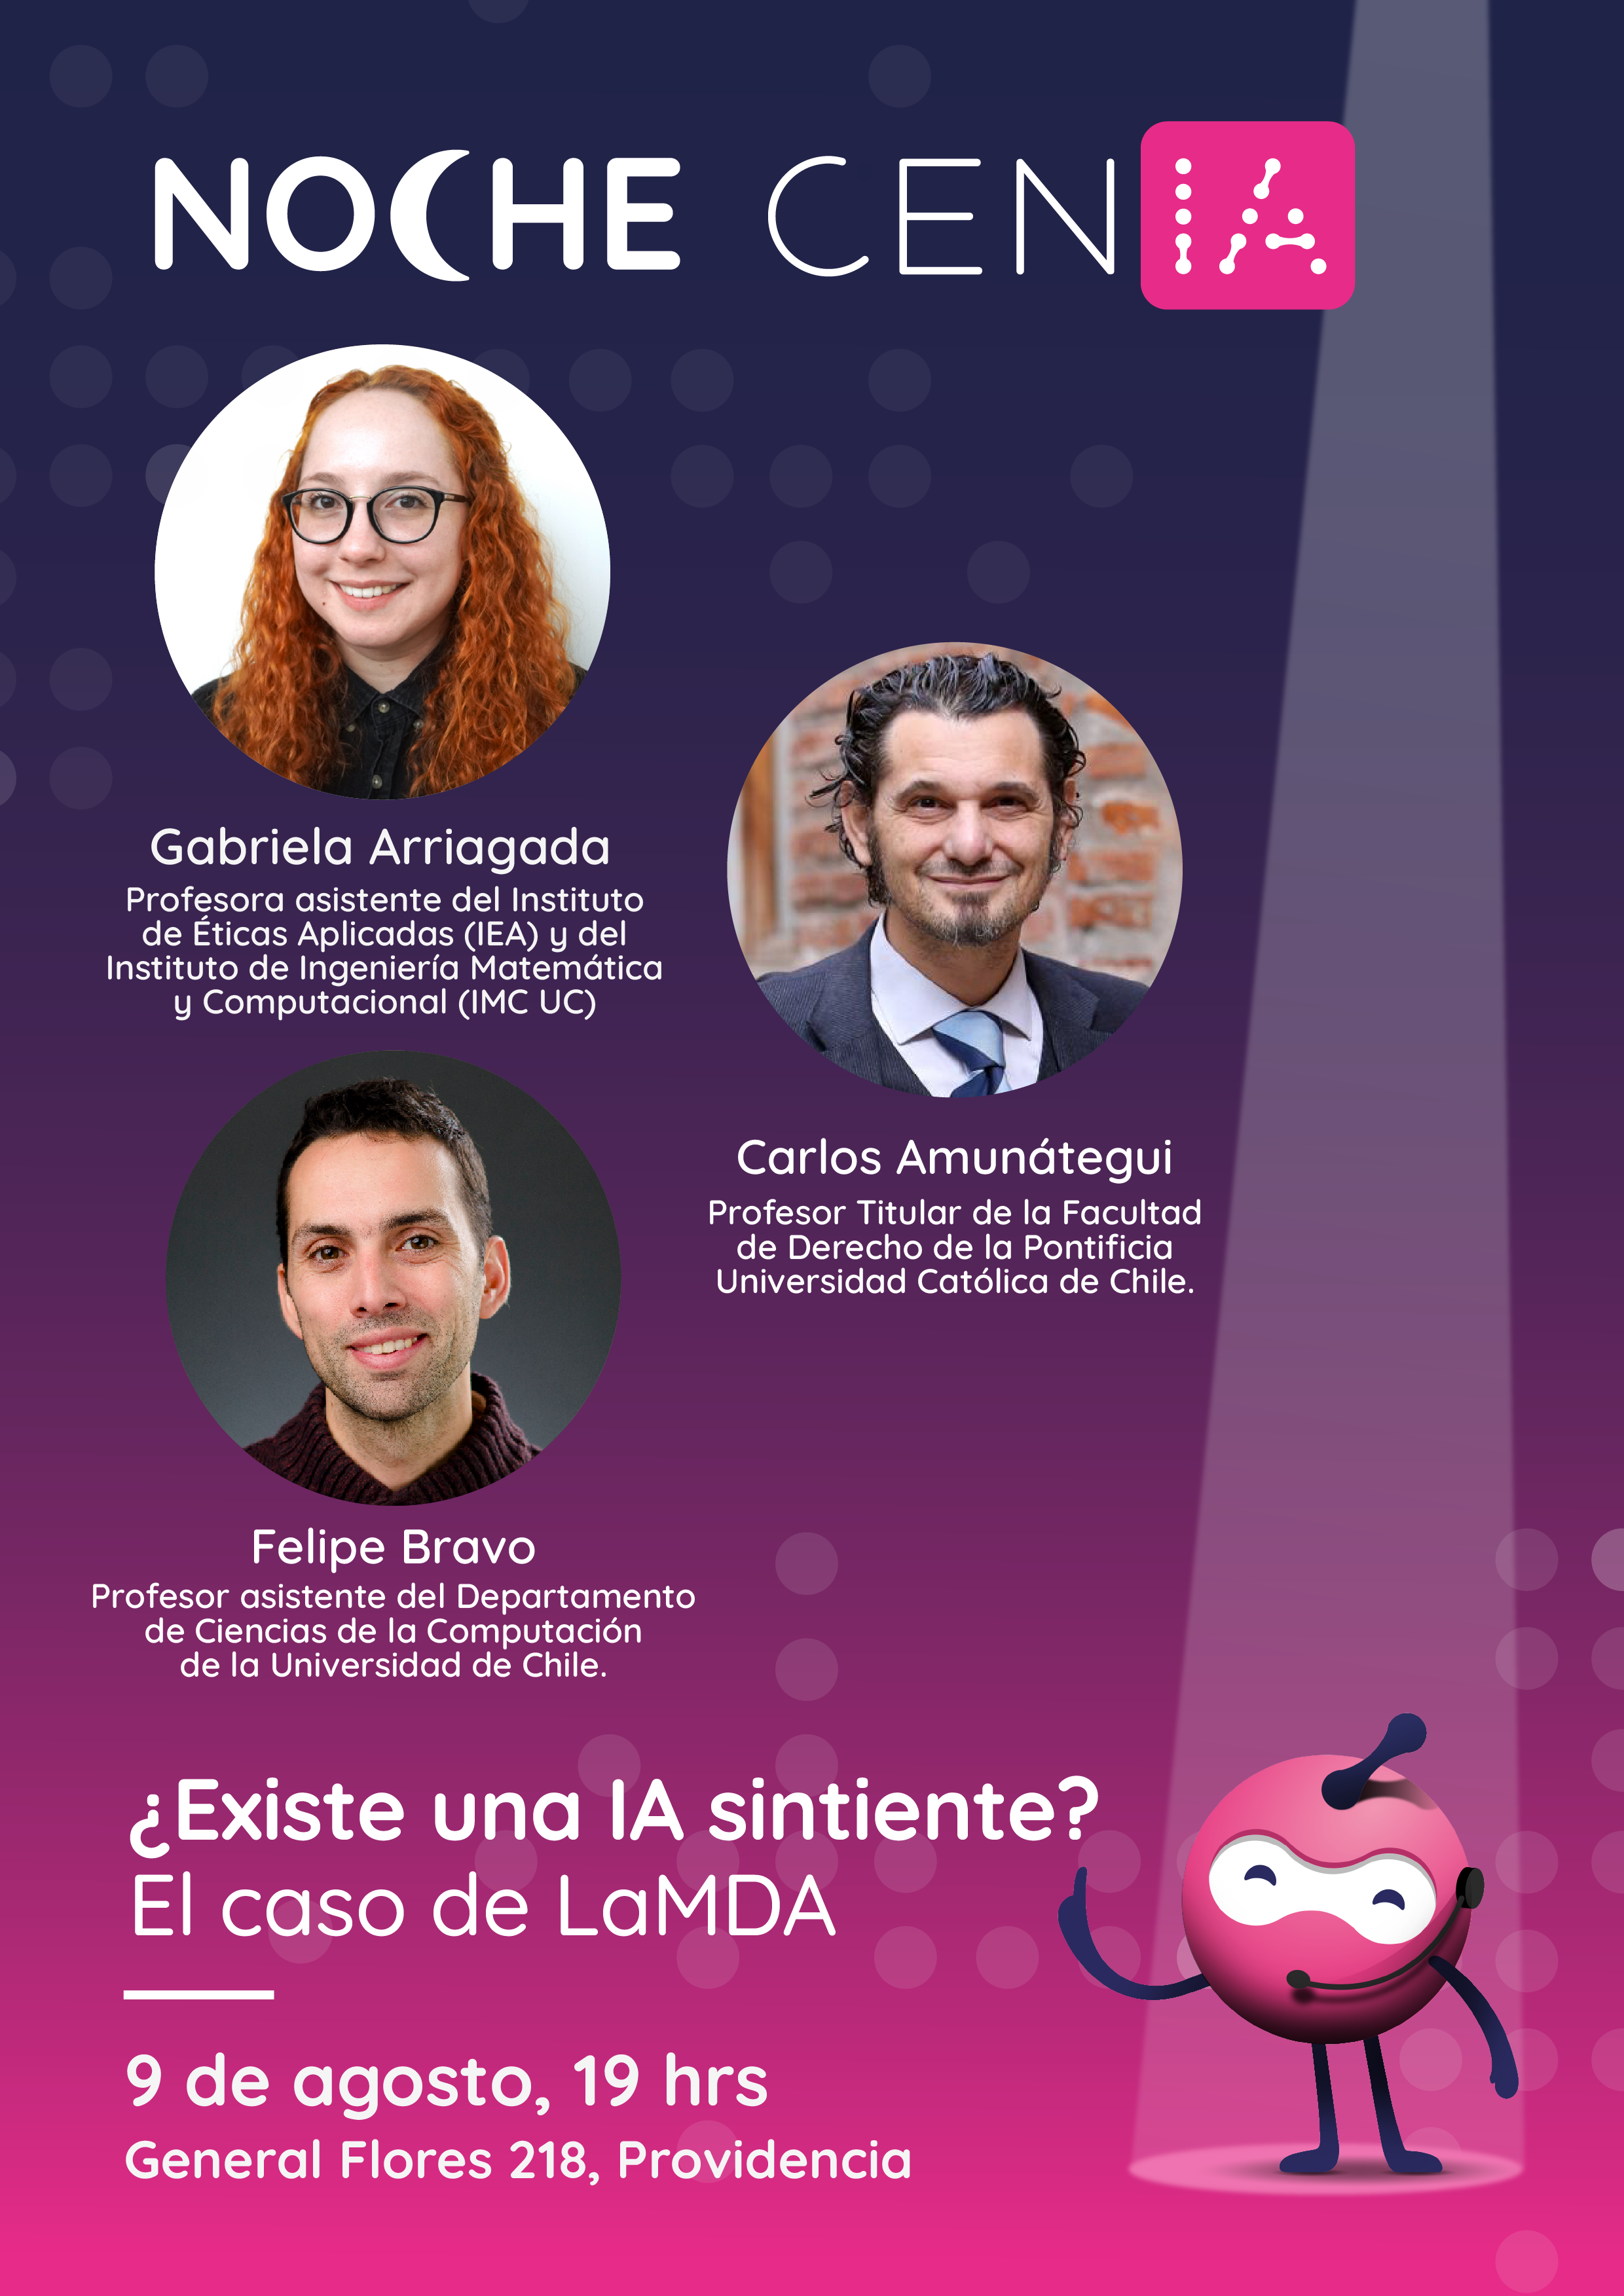 NOCHE CENIA
Gabriela Arriagada
Profesora asistente del Instituto
de Éticas Aplicadas (IEA) y del
Instituto de Ingeniería Matemática
y Computacional (IMC UC)
Carlos Amunátegui
Profesor Titular de la Facultad
de Derecho de la Pontificia
Universidad Católica de Chile.
Felipe Bravo
Profesor asistente del Departamento
de Ciencias de la Computación
de la Universidad de Chile.
¿Existe una IA sintiente?
El caso de LaMDA
9 de agosto, 19 hrs
General Flores 218, Providencia